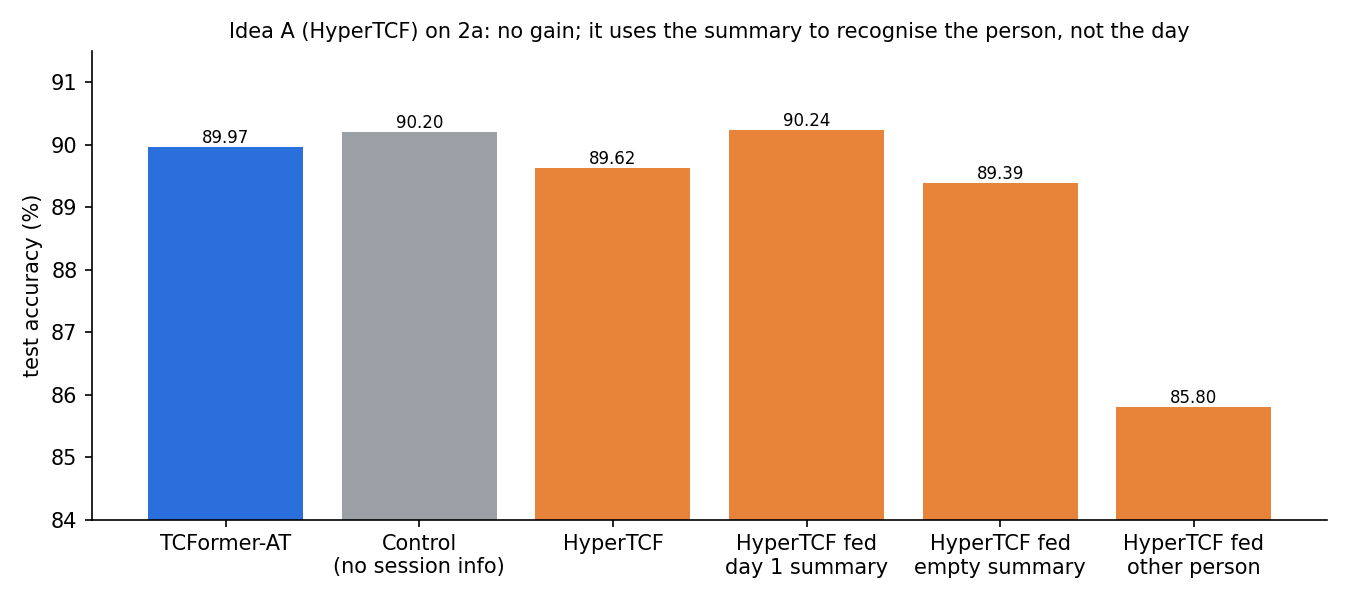 Idea A (HyperTCF) on 2a: no gain; it uses the summary to recognise the person, not the day
test accuracy (%)
91
90
89
88
87
86
85
84
89.97
90.20
89.62
90.24
89.39
85.80
TCFormer-AT
Control
(no session info)
HyperTCF
HyperTCF fed
day 1 summary
HyperTCF fed
empty summary
HyperTCF fed
other person